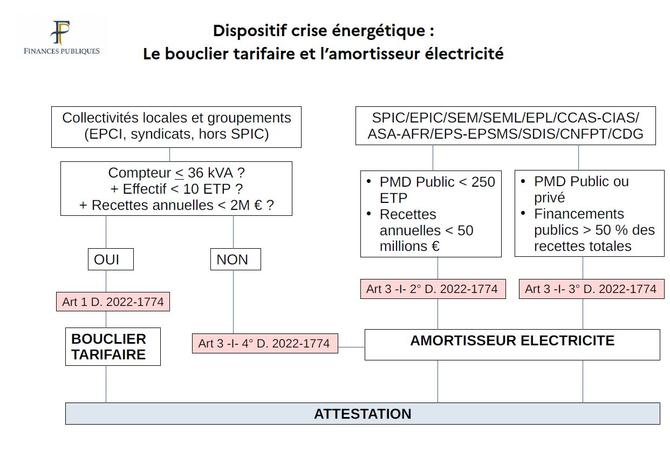 FINANCES PUBLIQUES
Dispositif crise énergétique :
Le bouclier tarifaire et l’amortisseur électricité
Collectivités locales et groupements
(EPCI, syndicats, hors SPIC)
SPIC/EPIC/SEM/SEML/EPL/CCAS-CIAS/
ASA-AFR/EPS-EPSMS/SDIS/CNFPT/CDG
Compteur ≤ 36 kVA ?
+ Effectif < 10 ETP ?
+ Recettes annuelles < 2M € ?
• PMD Public < 250
ETP
• Recettes
annuelles < 50
millions €
• PMD Public ou
privé
• Financements
publics > 50 % des
recettes totales
OUI
NON
Art 1 D. 2022-1774
Art 3 -I- 2° D. 2022-1774
Art 3 -I- 3° D. 2022-1774
BOUCLIER
TARIFAIRE
Art 3 -I- 4° D. 2022-1774
AMORTISSEUR ELECTRICITE
ATTESTATION